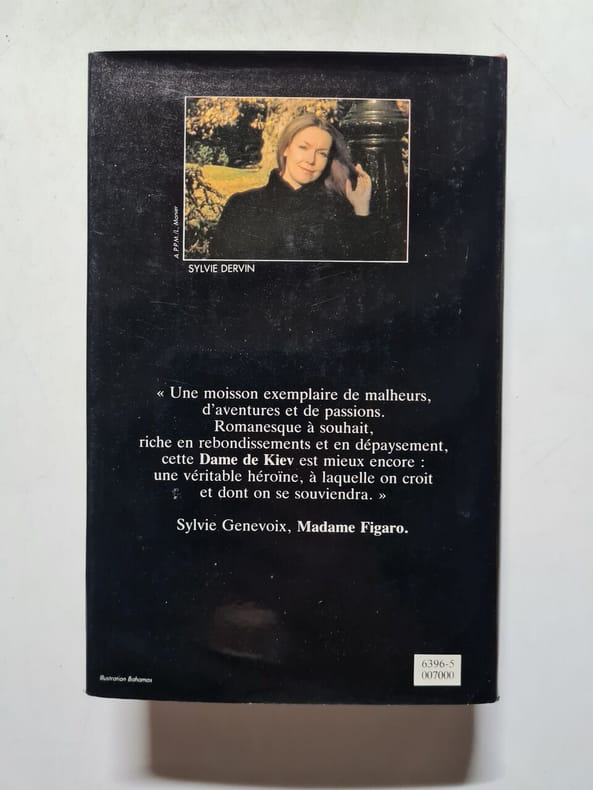 A.P.P.M./L. Monier
SYLVIE DERVIN
« Une moisson exemplaire de malheurs,
d'aventures et de passions.
Romanesque à souhait,
riche en rebondissements et en dépaysement,
cette Dame de Kiev est mieux encore :
une véritable héroïne, à laquelle on croit
et dont on se souviendra. »
Sylvie Genevoix, Madame Figaro.
6396-5
007000
Illustration Bahamas